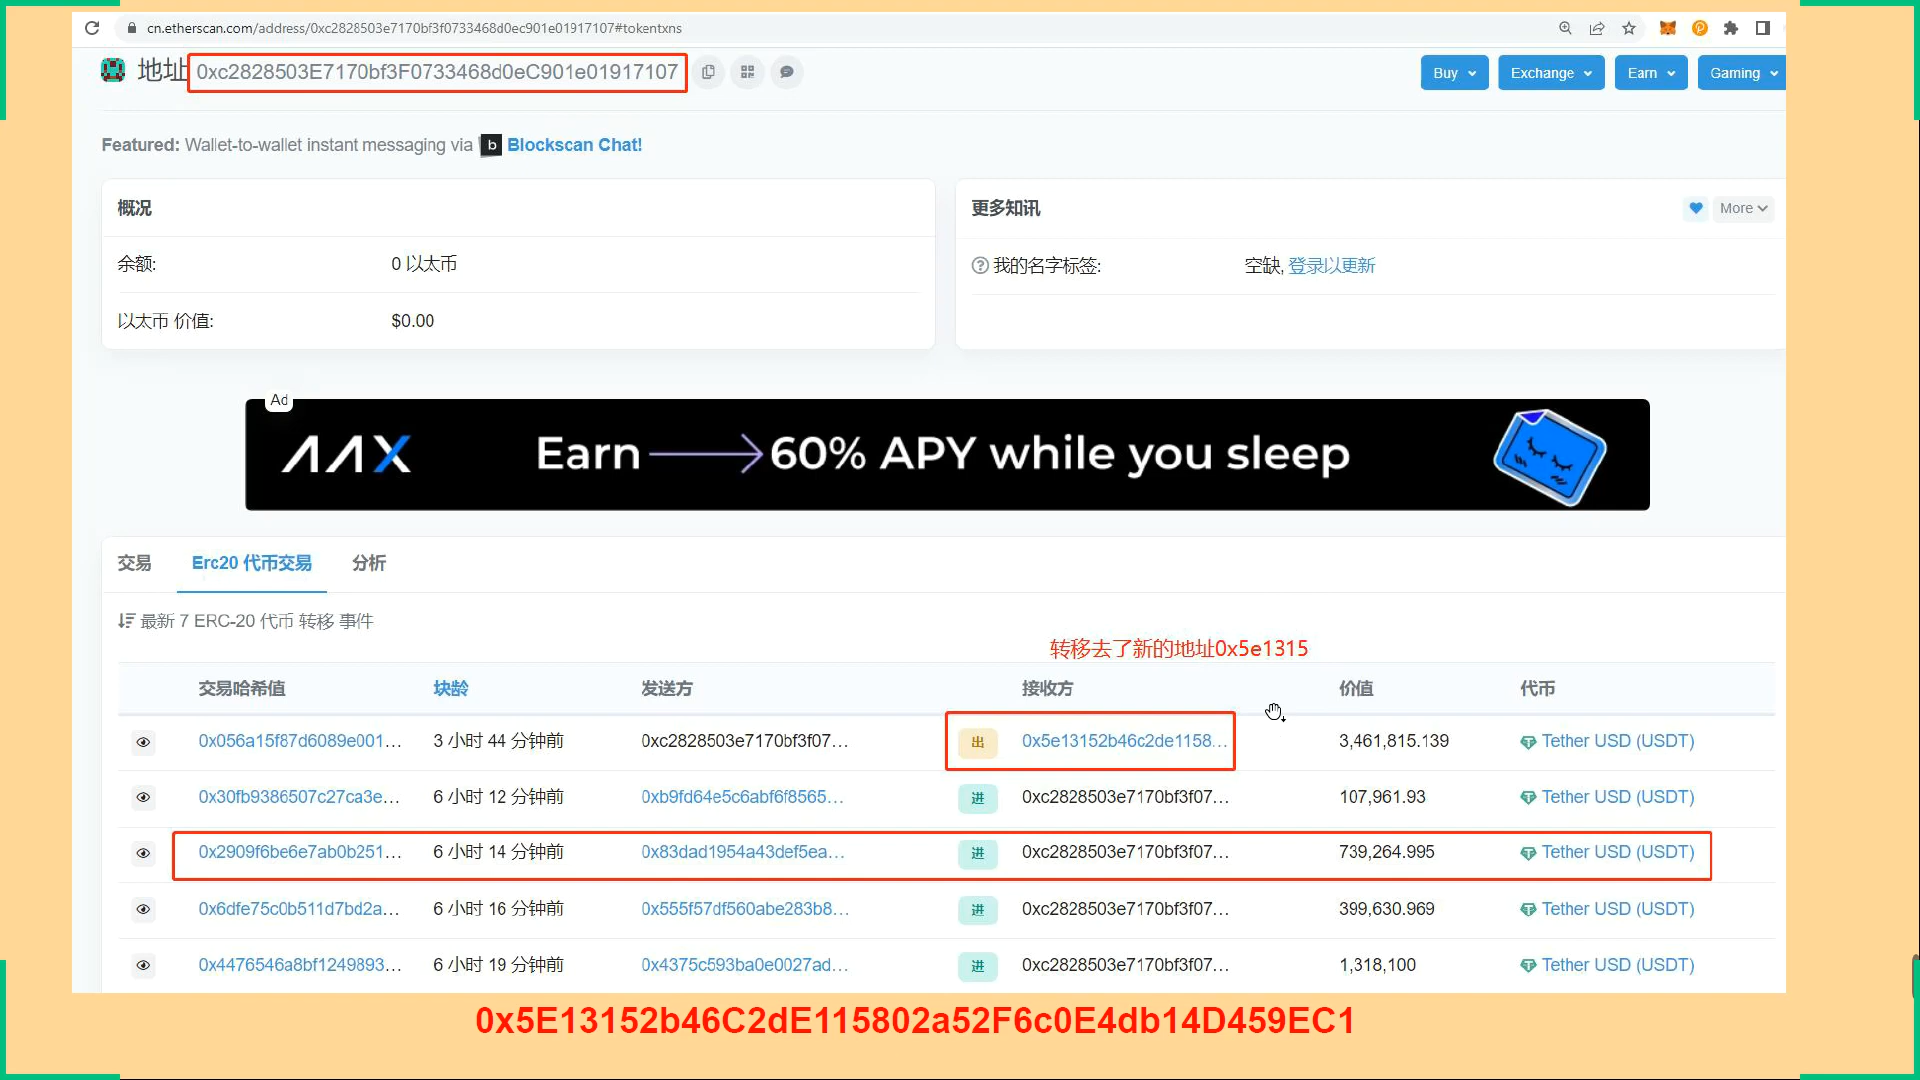 cn.etherscan.com/address/0xc2828503e7170bf3f0733468d0ec901e01917107#tokentxns
地址 0xc2828503E7170bf3F0733468d0eC901e01917107
Buy Exchange Earn Gaming
Featured: Wallet-to-wallet instant messaging via b Blockscan Chat!
概况
余额: 0 以太币
以太币 价值: $0.00
更多知讯 More
我的名字标签: 空缺, 登录以更新
Ad
AAX Earn 60% APY while you sleep
交易 Erc20 代币交易 分析
最新 7 ERC-20 代币 转移 事件
转移去了新的地址0x5e1315
交易哈希值 块龄 发送方 接收方 价值 代币
0x056a15f87d6089e001... 3 小时 44 分钟前 0xc2828503e7170bf3f07... 出 0x5e13152b46c2de1158... 3,461,815.139 Tether USD (USDT)
0x30fb9386507c27ca3e... 6 小时 12 分钟前 0xb9fd64e5c6abf6f8565... 进 0xc2828503e7170bf3f07... 107,961.93 Tether USD (USDT)
0x2909f6be6e7ab0b251... 6 小时 14 分钟前 0x83dad1954a43def5ea... 进 0xc2828503e7170bf3f07... 739,264.995 Tether USD (USDT)
0x6dfe75c0b511d7bd2a... 6 小时 16 分钟前 0x555f57df560abe283b8... 进 0xc2828503e7170bf3f07... 399,630.969 Tether USD (USDT)
0x4476546a8bf1249893... 6 小时 19 分钟前 0x4375c593ba0e0027ad... 进 0xc2828503e7170bf3f07... 1,318,100 Tether USD (USDT)
0x5E13152b46C2dE115802a52F6c0E4db14D459EC1